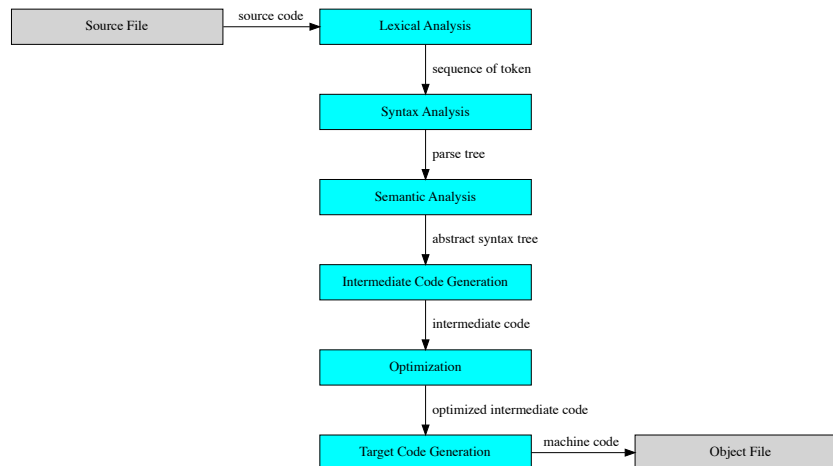 Source File
source code
Lexical Analysis
sequence of token
Syntax Analysis
parse tree
Semantic Analysis
abstract syntax tree
Intermediate Code Generation
intermediate code
Optimization
optimized intermediate code
Target Code Generation
machine code
Object File